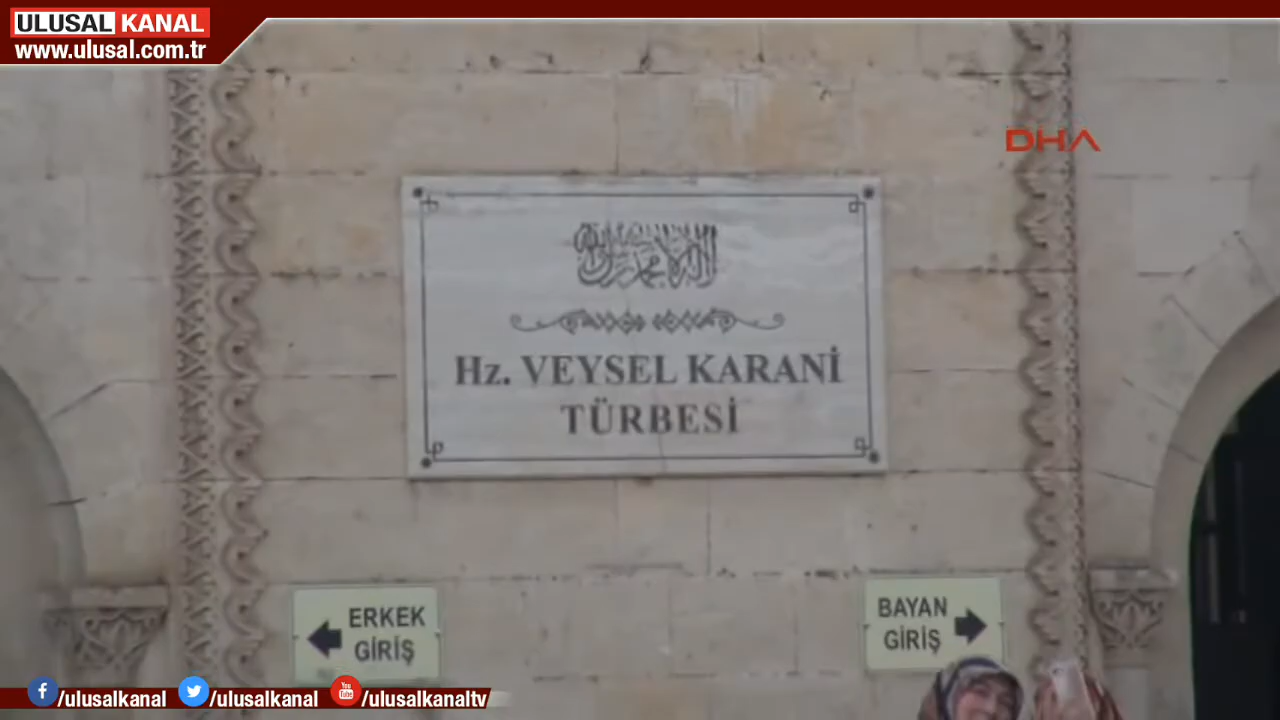 ULUSAL KANAL
www.ulusal.com.tr
DHA
Hz. VEYSEL KARANİ
TÜRBESİ
ERKEK
GİRİŞ
BAYAN
GİRİŞ
/ulusalkanal
/ulusalkanal
/ulusalkanaltv